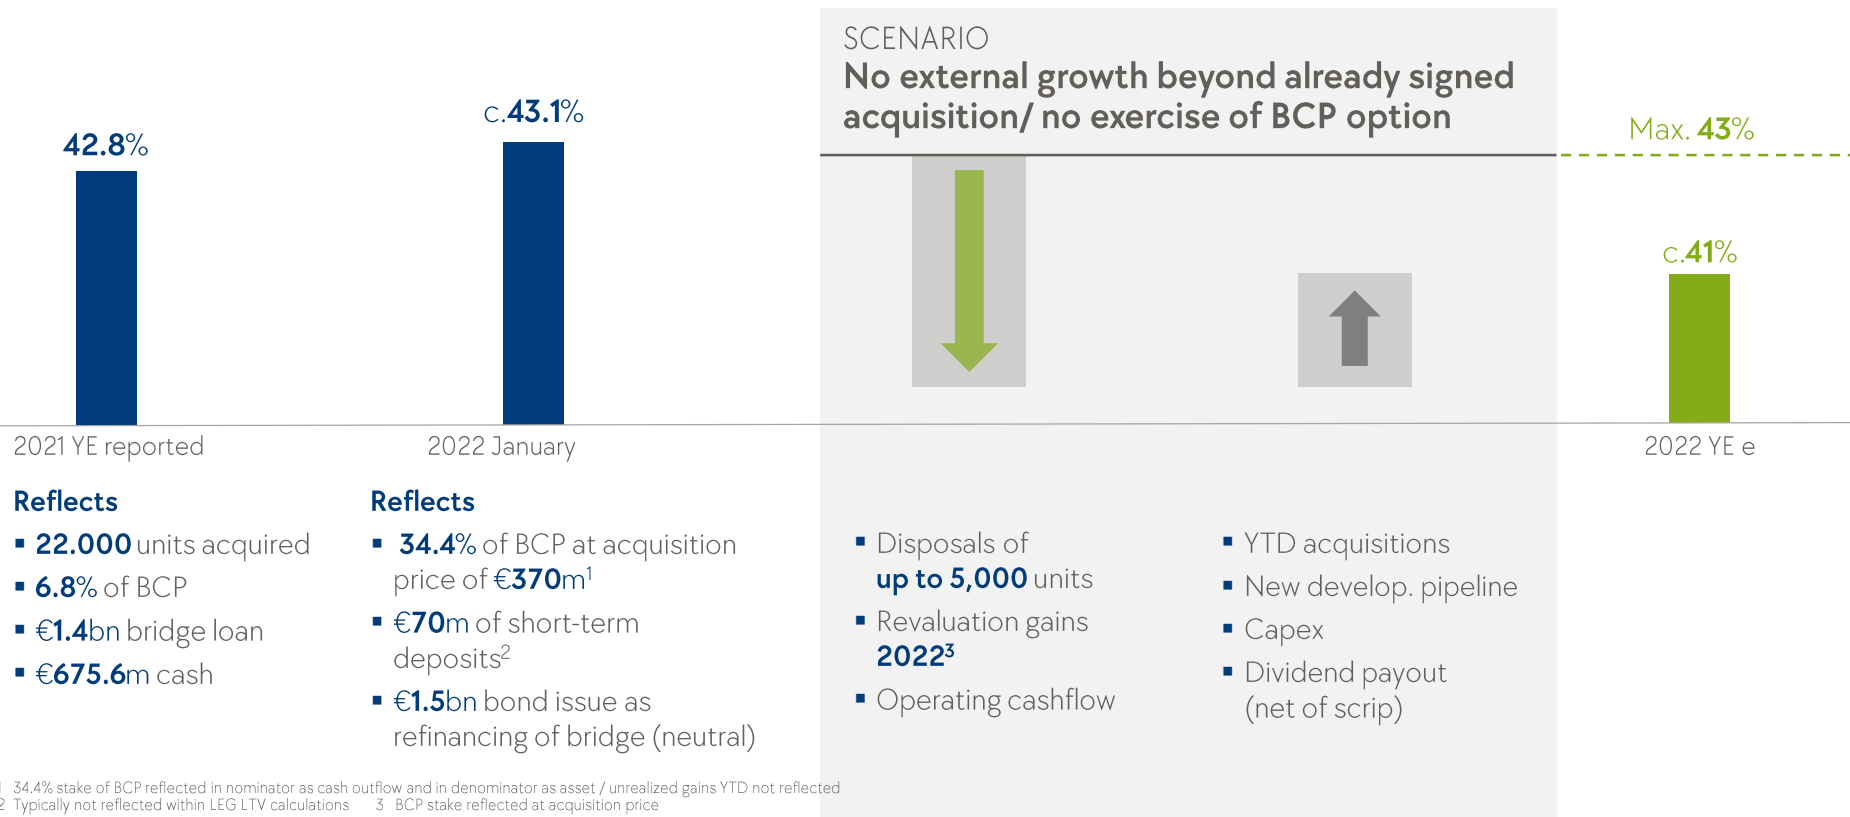 SCENARIO
No external growth beyond already signed
acquisition/ no exercise of BCP option
42.8%
c.43.1%
Max. 43%
c.41%
2021 YE reported
2022 January
2022 YE e
Reflects
▪ 22.000 units acquired
▪ 6.8% of BCP
▪ €1.4bn bridge loan
▪ €675.6m cash
Reflects
▪ 34.4% of BCP at acquisition
price of €370m¹
▪ €70m of short-term
deposits²
▪ €1.5bn bond issue as
refinancing of bridge (neutral)
▪ Disposals of
up to 5,000 units
▪ Revaluation gains
2022³
▪ Operating cashflow
▪ YTD acquisitions
▪ New develop. pipeline
▪ Capex
▪ Dividend payout
(net of scrip)
1 34.4% stake of BCP reflected in nominator as cash outflow and in denominator as asset / unrealized gains YTD not reflected
2 Typically not reflected within LEG LTV calculations 3 BCP stake reflected at acquisition price